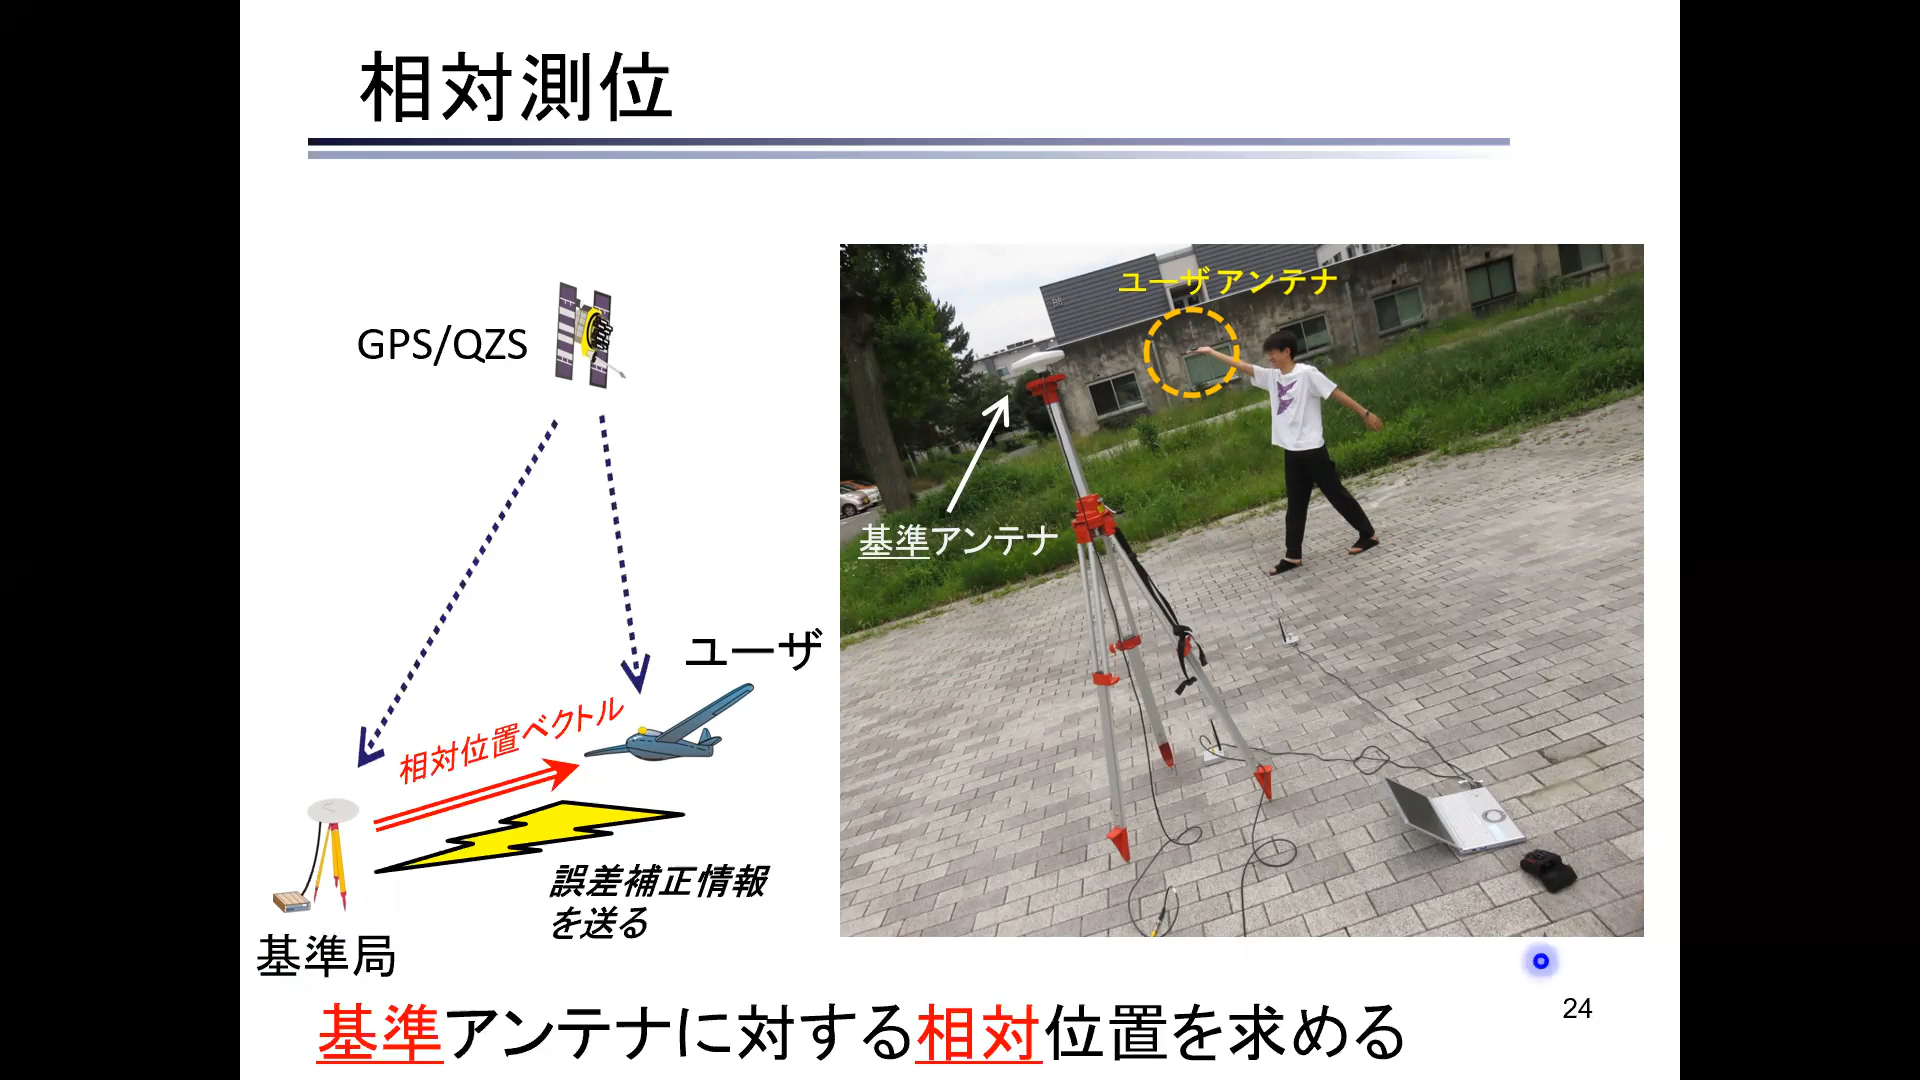 相対測位
GPS/QZS
ユーザ
相対位置ベクトル
誤差補正情報
を送る
基準局
ユーザアンテナ
基準アンテナ
基準アンテナに対する相対位置を求める
24